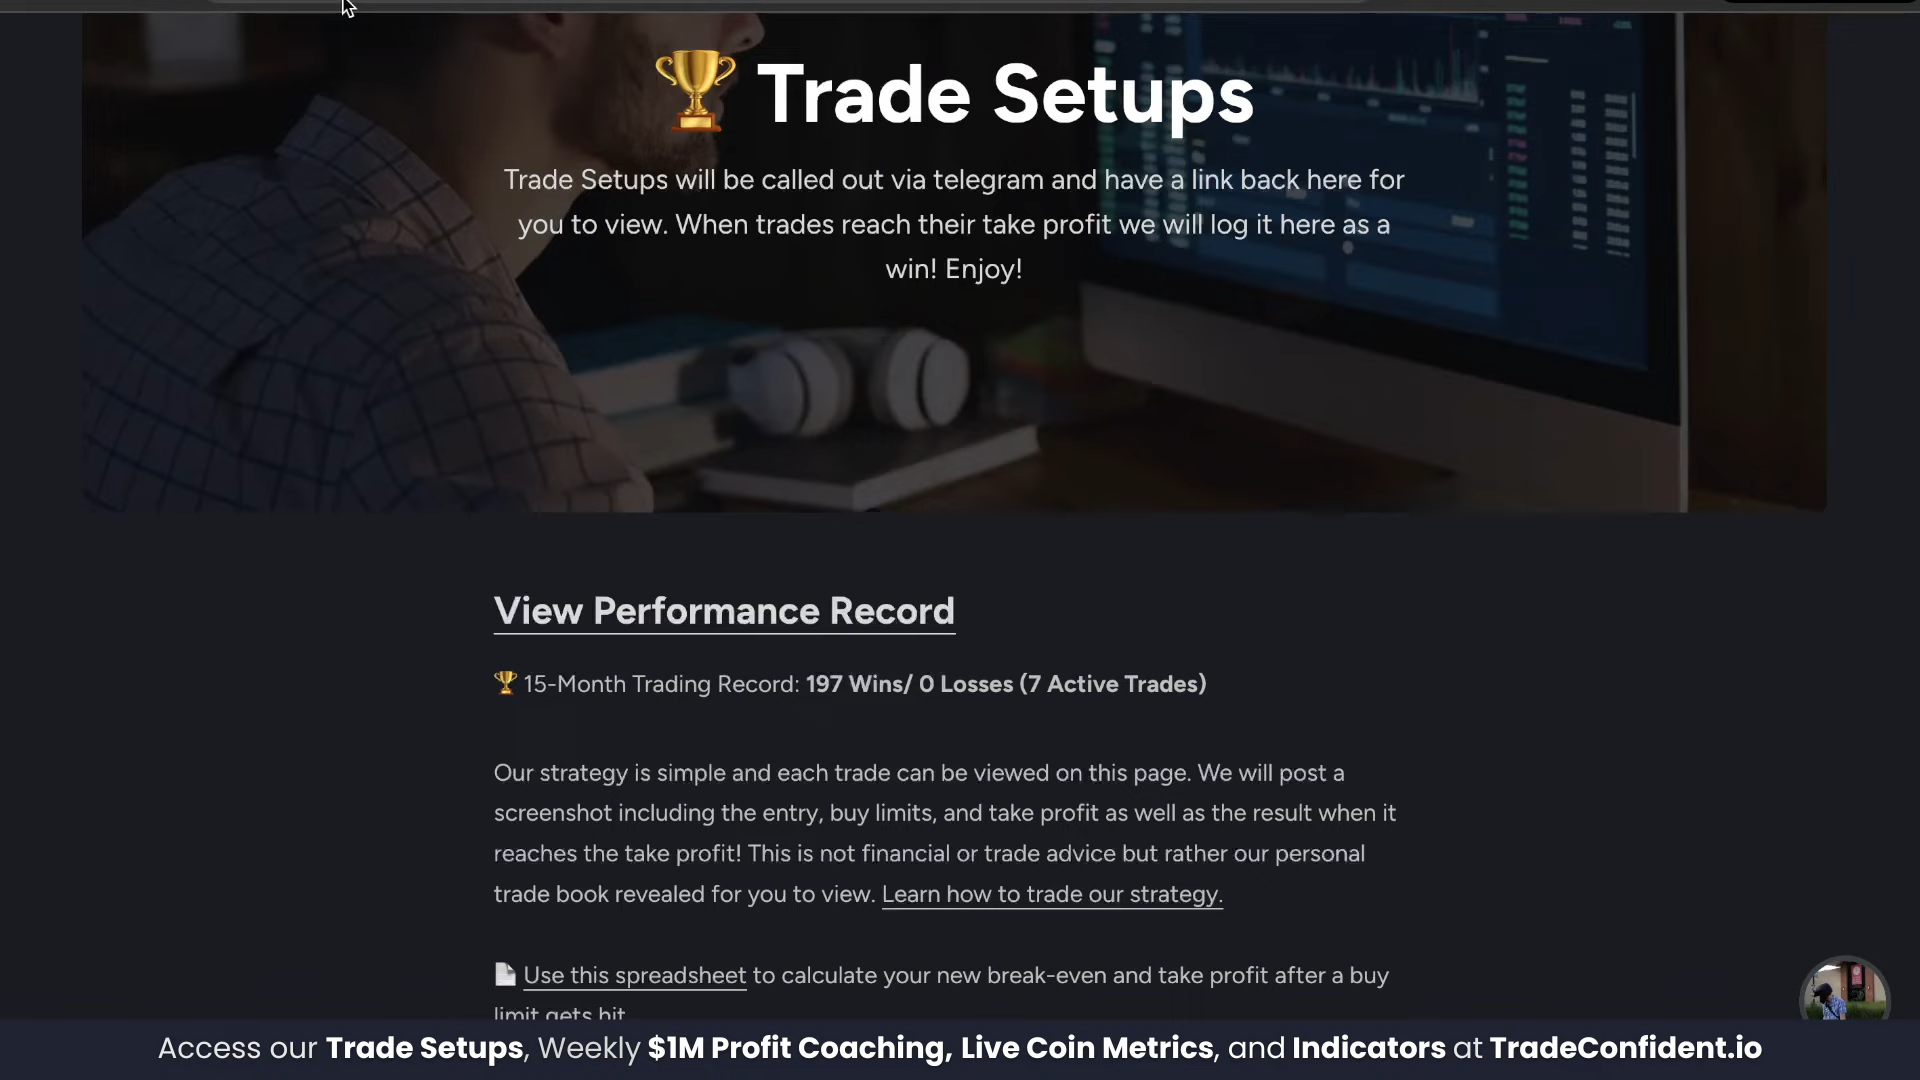 🏆 Trade Setups
Trade Setups will be called out via telegram and have a link back here for
you to view. When trades reach their take profit we will log it here as a
win! Enjoy!
View Performance Record
🏆 15-Month Trading Record: 197 Wins/ 0 Losses (7 Active Trades)
Our strategy is simple and each trade can be viewed on this page. We will post a
screenshot including the entry, buy limits, and take profit as well as the result when it
reaches the take profit! This is not financial or trade advice but rather our personal
trade book revealed for you to view. Learn how to trade our strategy.
Use this spreadsheet to calculate your new break-even and take profit after a buy
limit gets hit
Access our Trade Setups, Weekly $1M Profit Coaching, Live Coin Metrics, and Indicators at TradeConfident.io